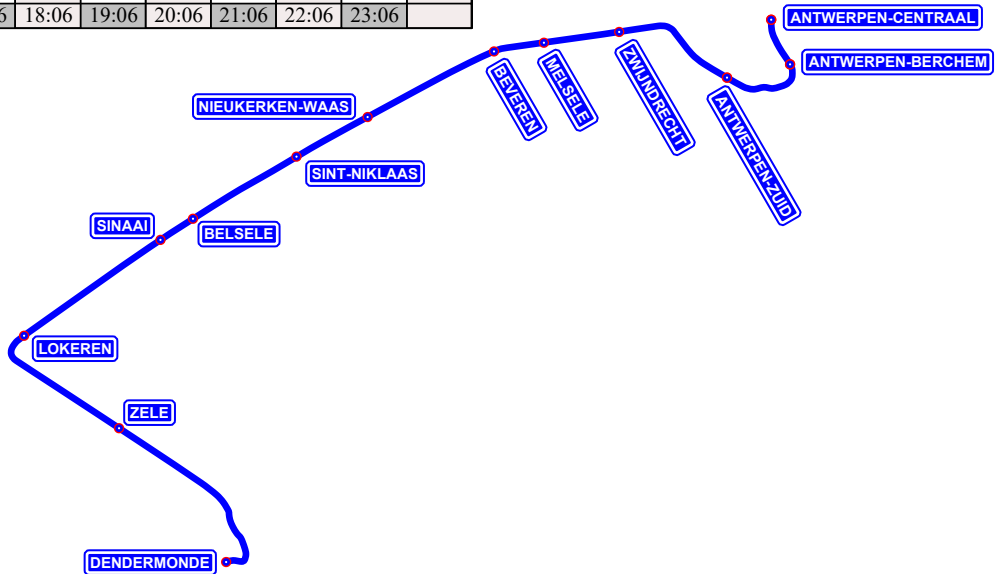 18:06 19:06 20:06 21:06 22:06 23:06
ANTWERPEN-CENTRAAL
ANTWERPEN-BERCHEM
BEVEREN
MELSELE
ZWIJNDRECHT
ANTWERPEN-ZUID
NIEUKERKEN-WAAS
SINT-NIKLAAS
SINAAI
BELSELE
LOKEREN
ZELE
DENDERMONDE